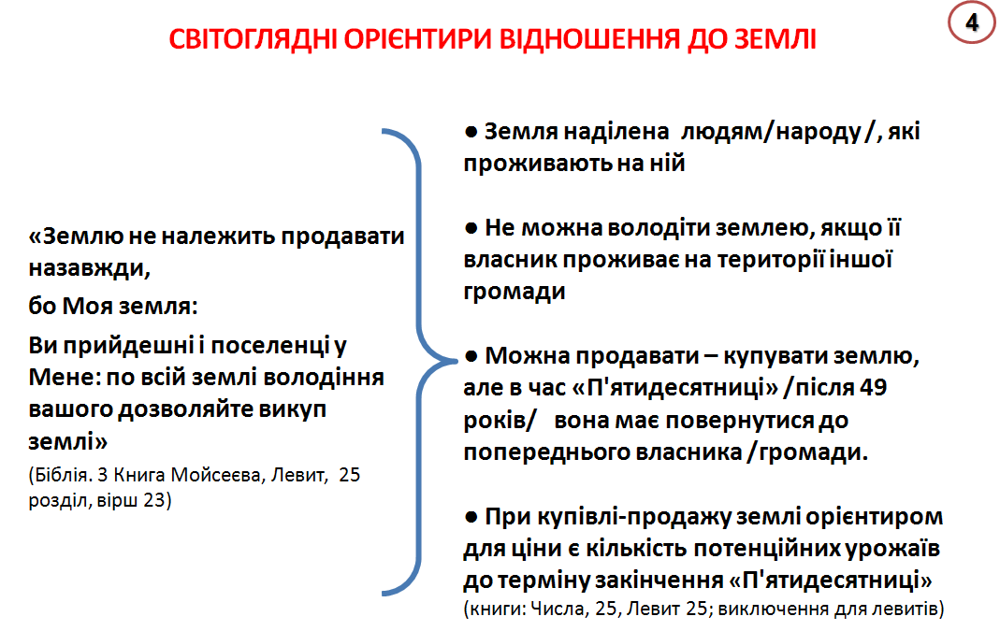 4
СВІТОГЛЯДНІ ОРІЄНТИРИ ВІДНОШЕННЯ ДО ЗЕМЛІ
«Землю не належить продавати
назавжди,
бо Моя земля:
Ви прийдешні і поселенці у
Мене: по всій землі володіння
вашого дозволяйте викуп
землі»
(Біблія. 3 Книга Мойсеєва, Левит, 25
розділ, вірш 23)
● Земля наділена людям/народу/, які
проживають на ній
● Не можна володіти землею, якщо її
власник проживає на території іншої
громади
● Можна продавати – купувати землю,
але в час «П'ятидесятниці» /після 49
років/ вона має повернутися до
попереднього власника /громади.
● При купівлі-продажу землі орієнтиром
для ціни є кількість потенційних урожаїв
до терміну закінчення «П'ятидесятниці»
(книги: Числа, 25, Левит 25; виключення для левитів)